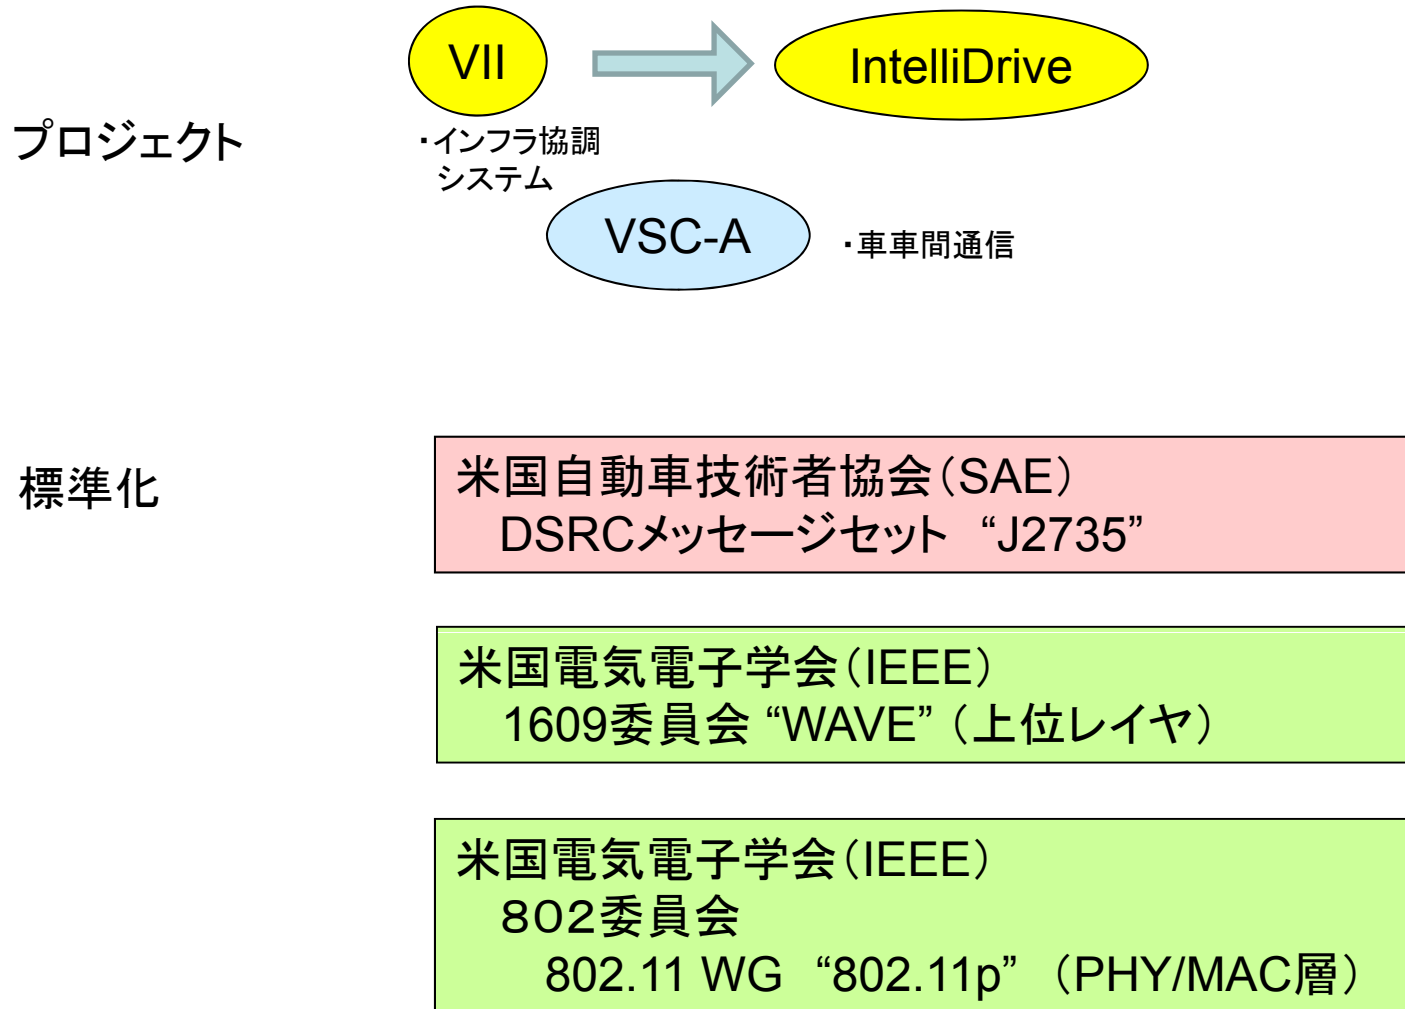 VII
IntelliDrive
プロジェクト
・インフラ協調
システム
VSC-A
・車車間通信
標準化
米国自動車技術者協会（SAE）
DSRCメッセージセット “J2735”
米国電気電子学会（IEEE）
1609委員会 “WAVE” （上位レイヤ）
米国電気電子学会（IEEE）
８０２委員会
802.11 WG “802.11p” （PHY/MAC層）